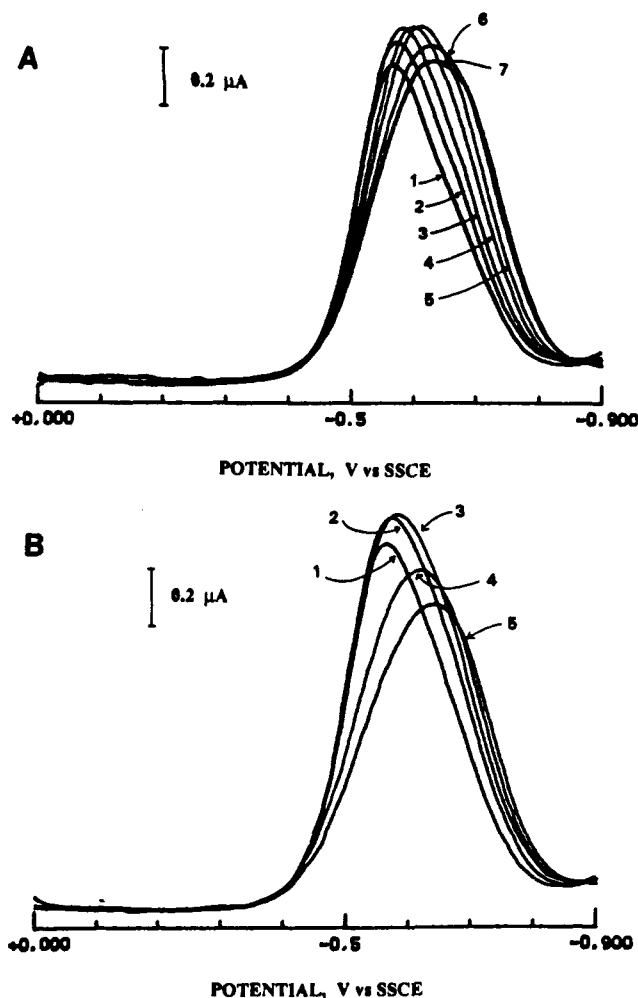 A
0.2 μA
6
7
1
2
3
4
5
+0.000 -0.5 -0.900
POTENTIAL, V vs SSCE
B
0.2 μA
2
3
1
4
5
+0.000 -0.5 -0.900
POTENTIAL, V vs SSCE